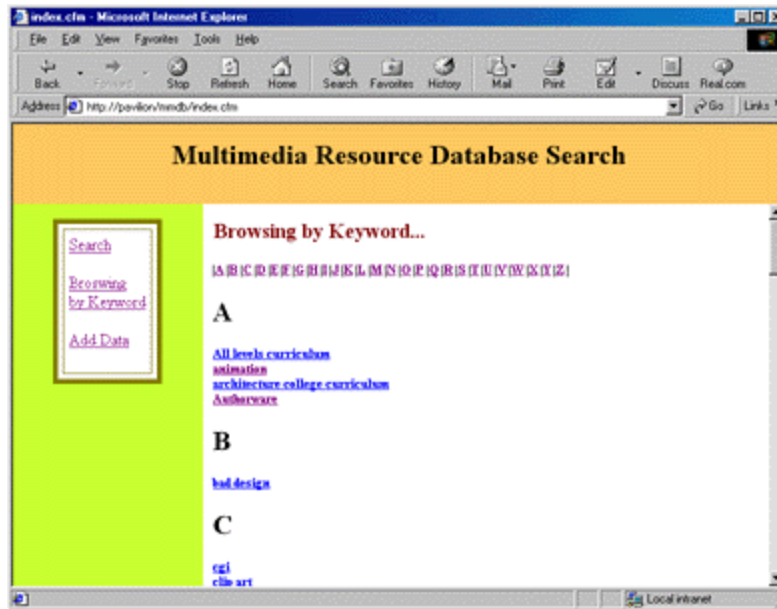 index.cfm - Microsoft Internet Explorer
File Edit View Favorites Tools Help
Back Forward Stop Refresh Home Search Favorites History Mail Print Edit Discuss Real.com
Address http://pavilion/mmdb/index.cfm Go Links
Multimedia Resource Database Search
Search
Broswing
by Keyword
Add Data
Browsing by Keyword...
|A|B|C|D|E|F|G|H|I|J|K|L|M|N|O|P|Q|R|S|T|U|V|W|X|Y|Z|
A
All levels curriculum
animation
architecture college curriculum
Authorware
B
bad design
C
cgi
clip art
Local intranet